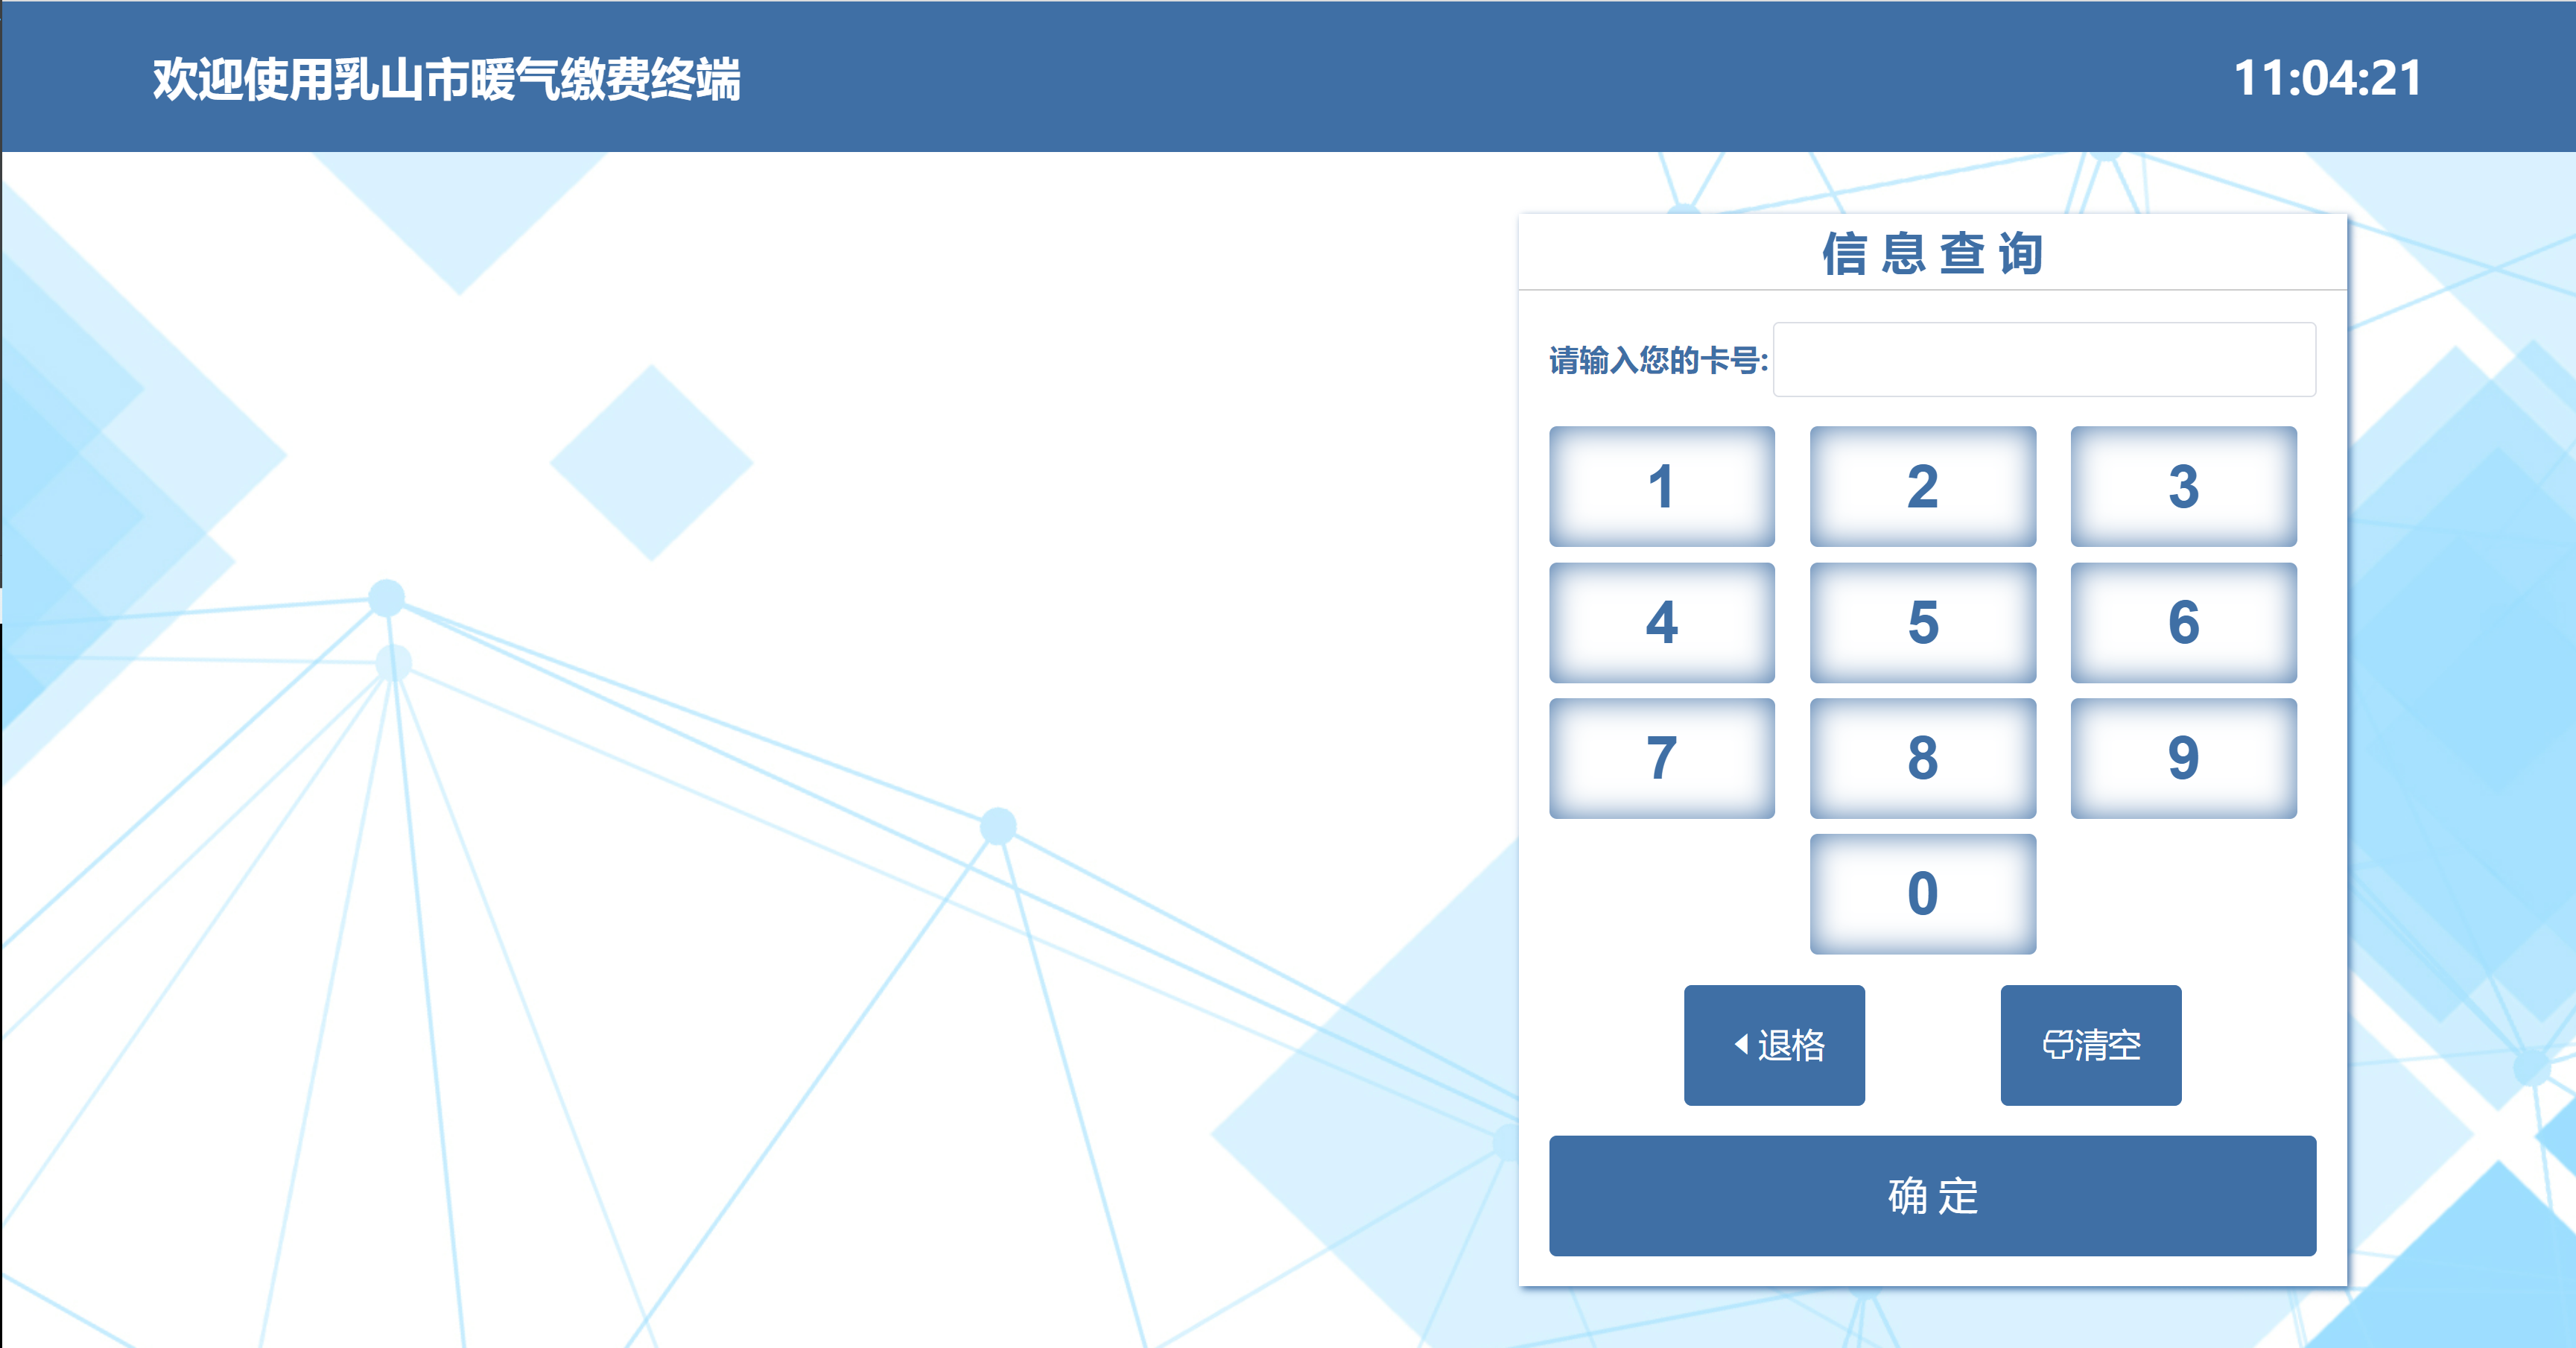 欢迎使用乳山市暖气缴费终端
11:04:21
信息查询
请输入您的卡号:
1 2 3
4 5 6
7 8 9
0
退格 清空
确定